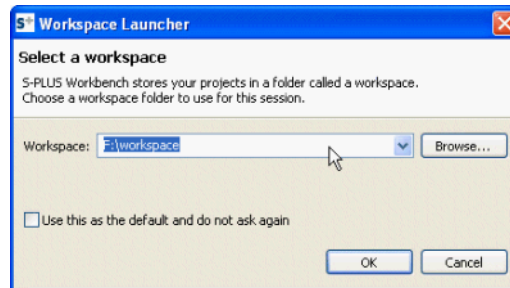 S+ Workspace Launcher
Select a workspace
S-PLUS Workbench stores your projects in a folder called a workspace.
Choose a workspace folder to use for this session.
Workspace: F:\workspace Browse...
Use this as the default and do not ask again
OK Cancel